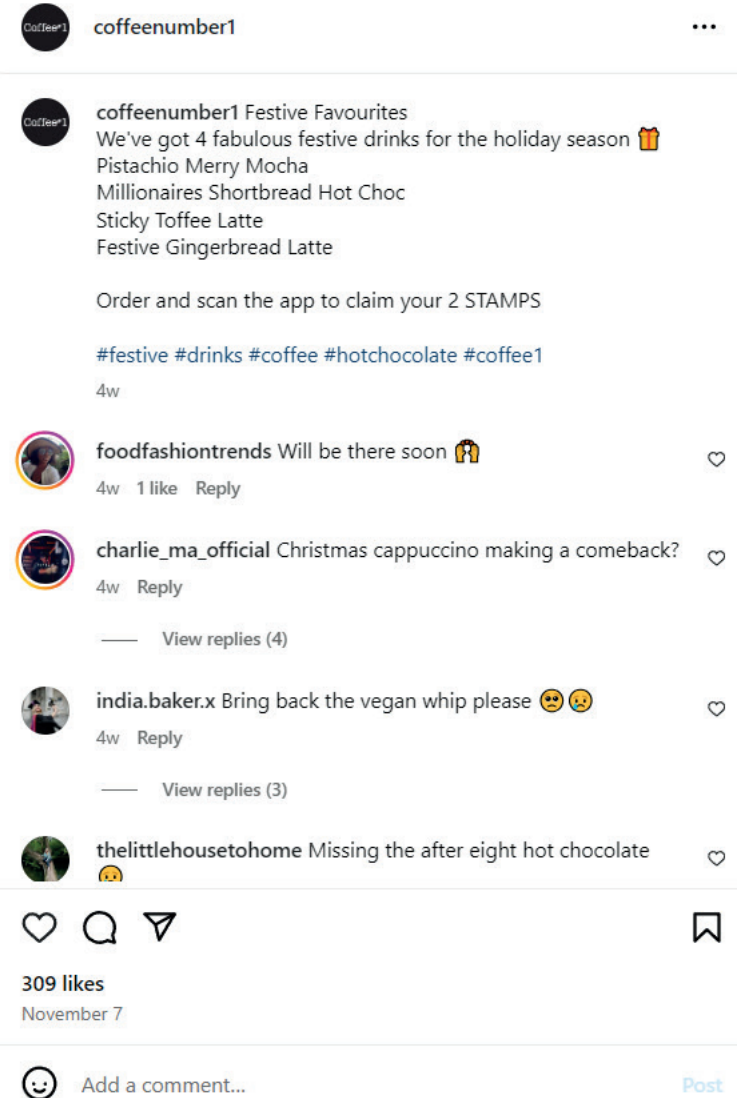 Coffee#1
coffeenumber1
Coffee#1
coffeenumber1 Festive Favourites
We've got 4 fabulous festive drinks for the holiday season 🎁
Pistachio Merry Mocha
Millionaires Shortbread Hot Choc
Sticky Toffee Latte
Festive Gingerbread Latte
Order and scan the app to claim your 2 STAMPS
#festive #drinks #coffee #hotchocolate #coffee1
4w
foodfashiontrends Will be there soon 🙌
4w 1 like Reply
charlie_ma_official Christmas cappuccino making a comeback?
4w Reply
View replies (4)
india.baker.x Bring back the vegan whip please 🥺😢
4w Reply
View replies (3)
thelittlehousetohome Missing the after eight hot chocolate
😢
309 likes
November 7
Add a comment...
Post